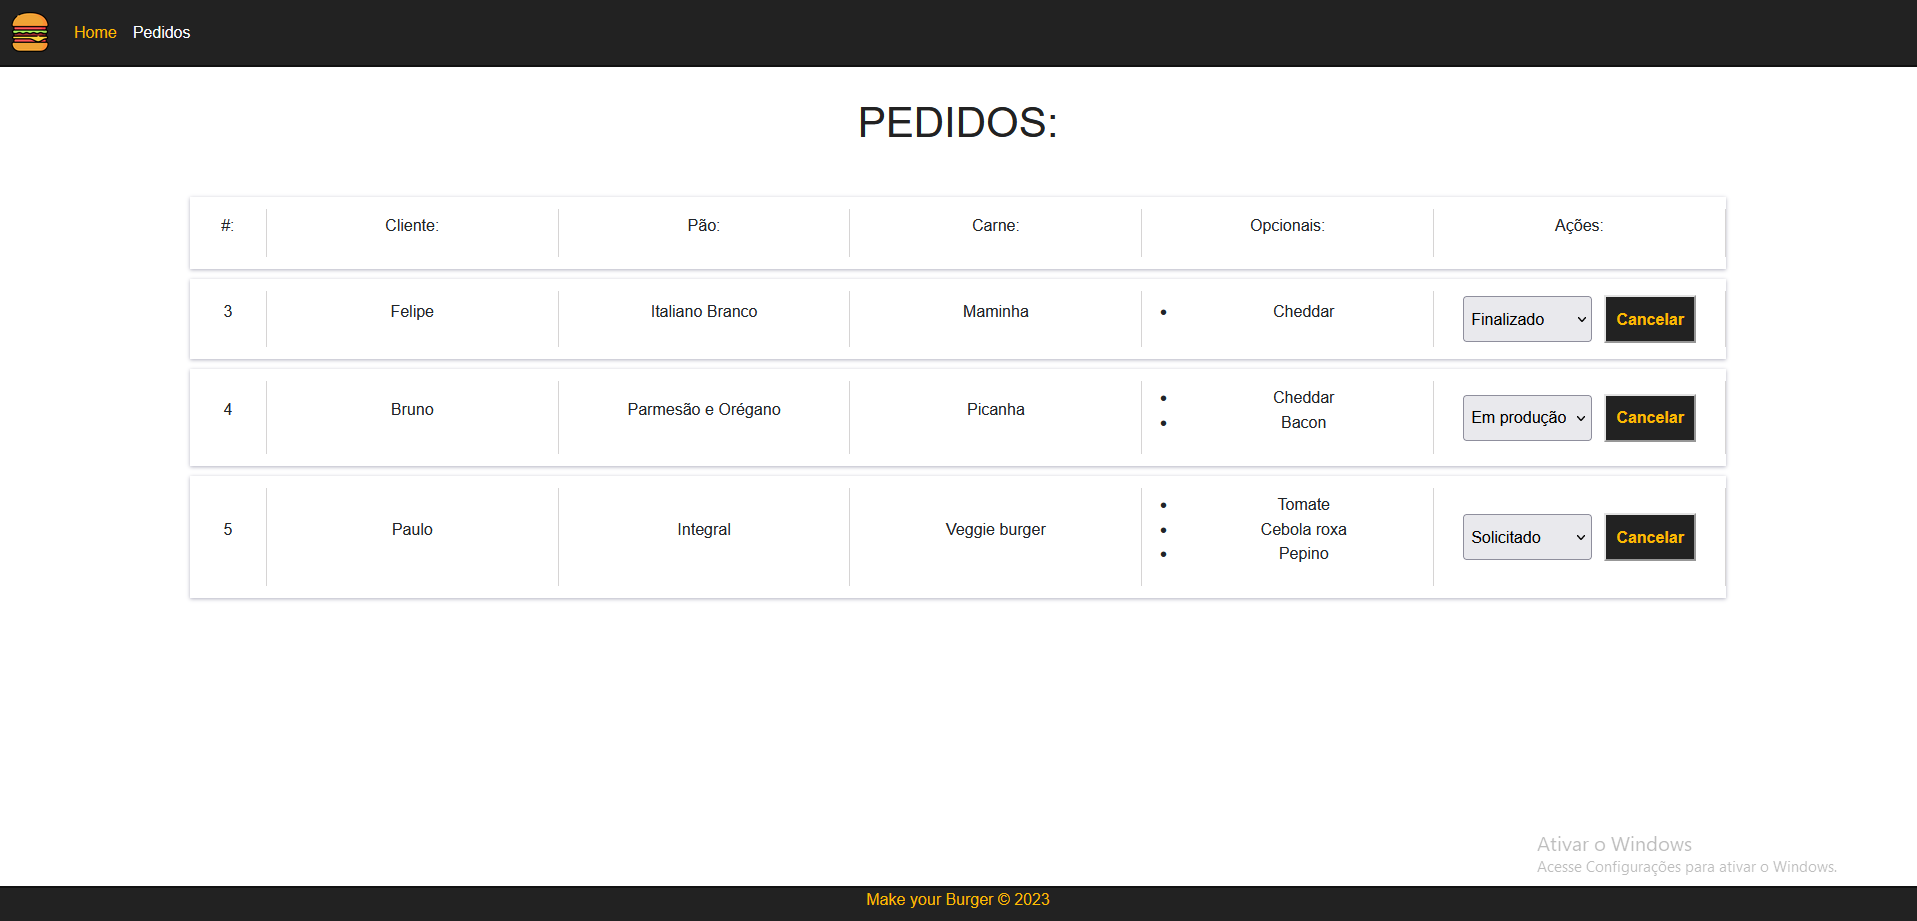 Home Pedidos
PEDIDOS:
#: Cliente: Pão: Carne: Opcionais: Ações:
3 Felipe Italiano Branco Maminha • Cheddar Finalizado Cancelar
4 Bruno Parmesão e Orégano Picanha • Cheddar
• Bacon Em produção Cancelar
5 Paulo Integral Veggie burger • Tomate
• Cebola roxa
• Pepino Solicitado Cancelar
Ativar o Windows
Acesse Configurações para ativar o Windows.
Make your Burger © 2023